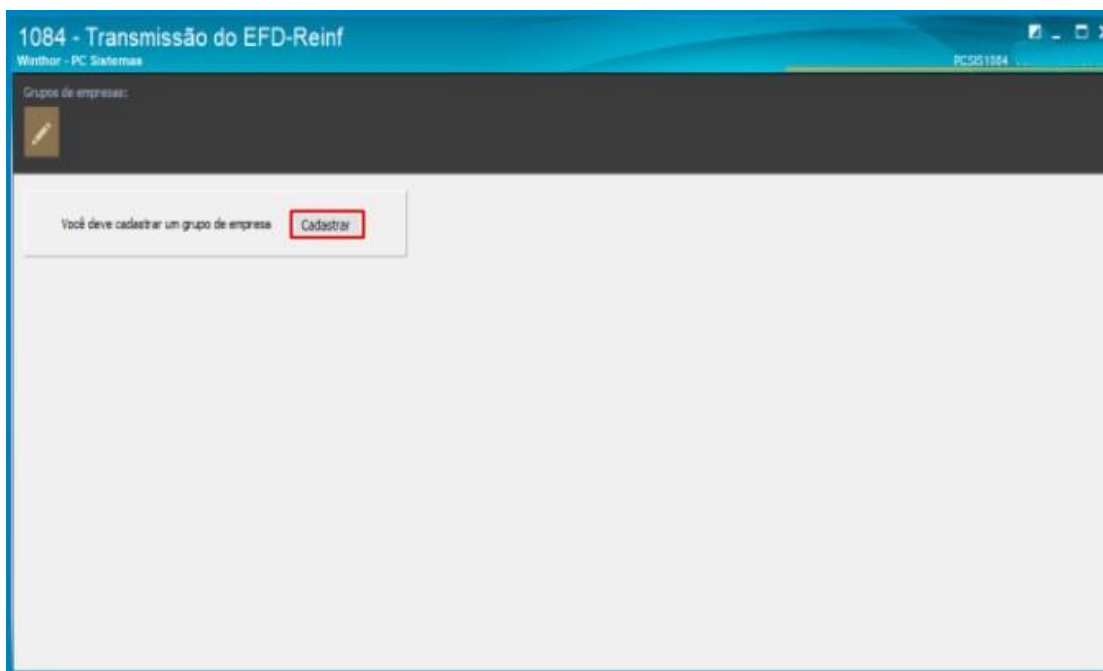 1084 - Transmissão do EFD-Reinf
Winthor - PC Sistemas
PCSIS1084
Grupos de empresas:
Você deve cadastrar um grupo de empresa
Cadastrar